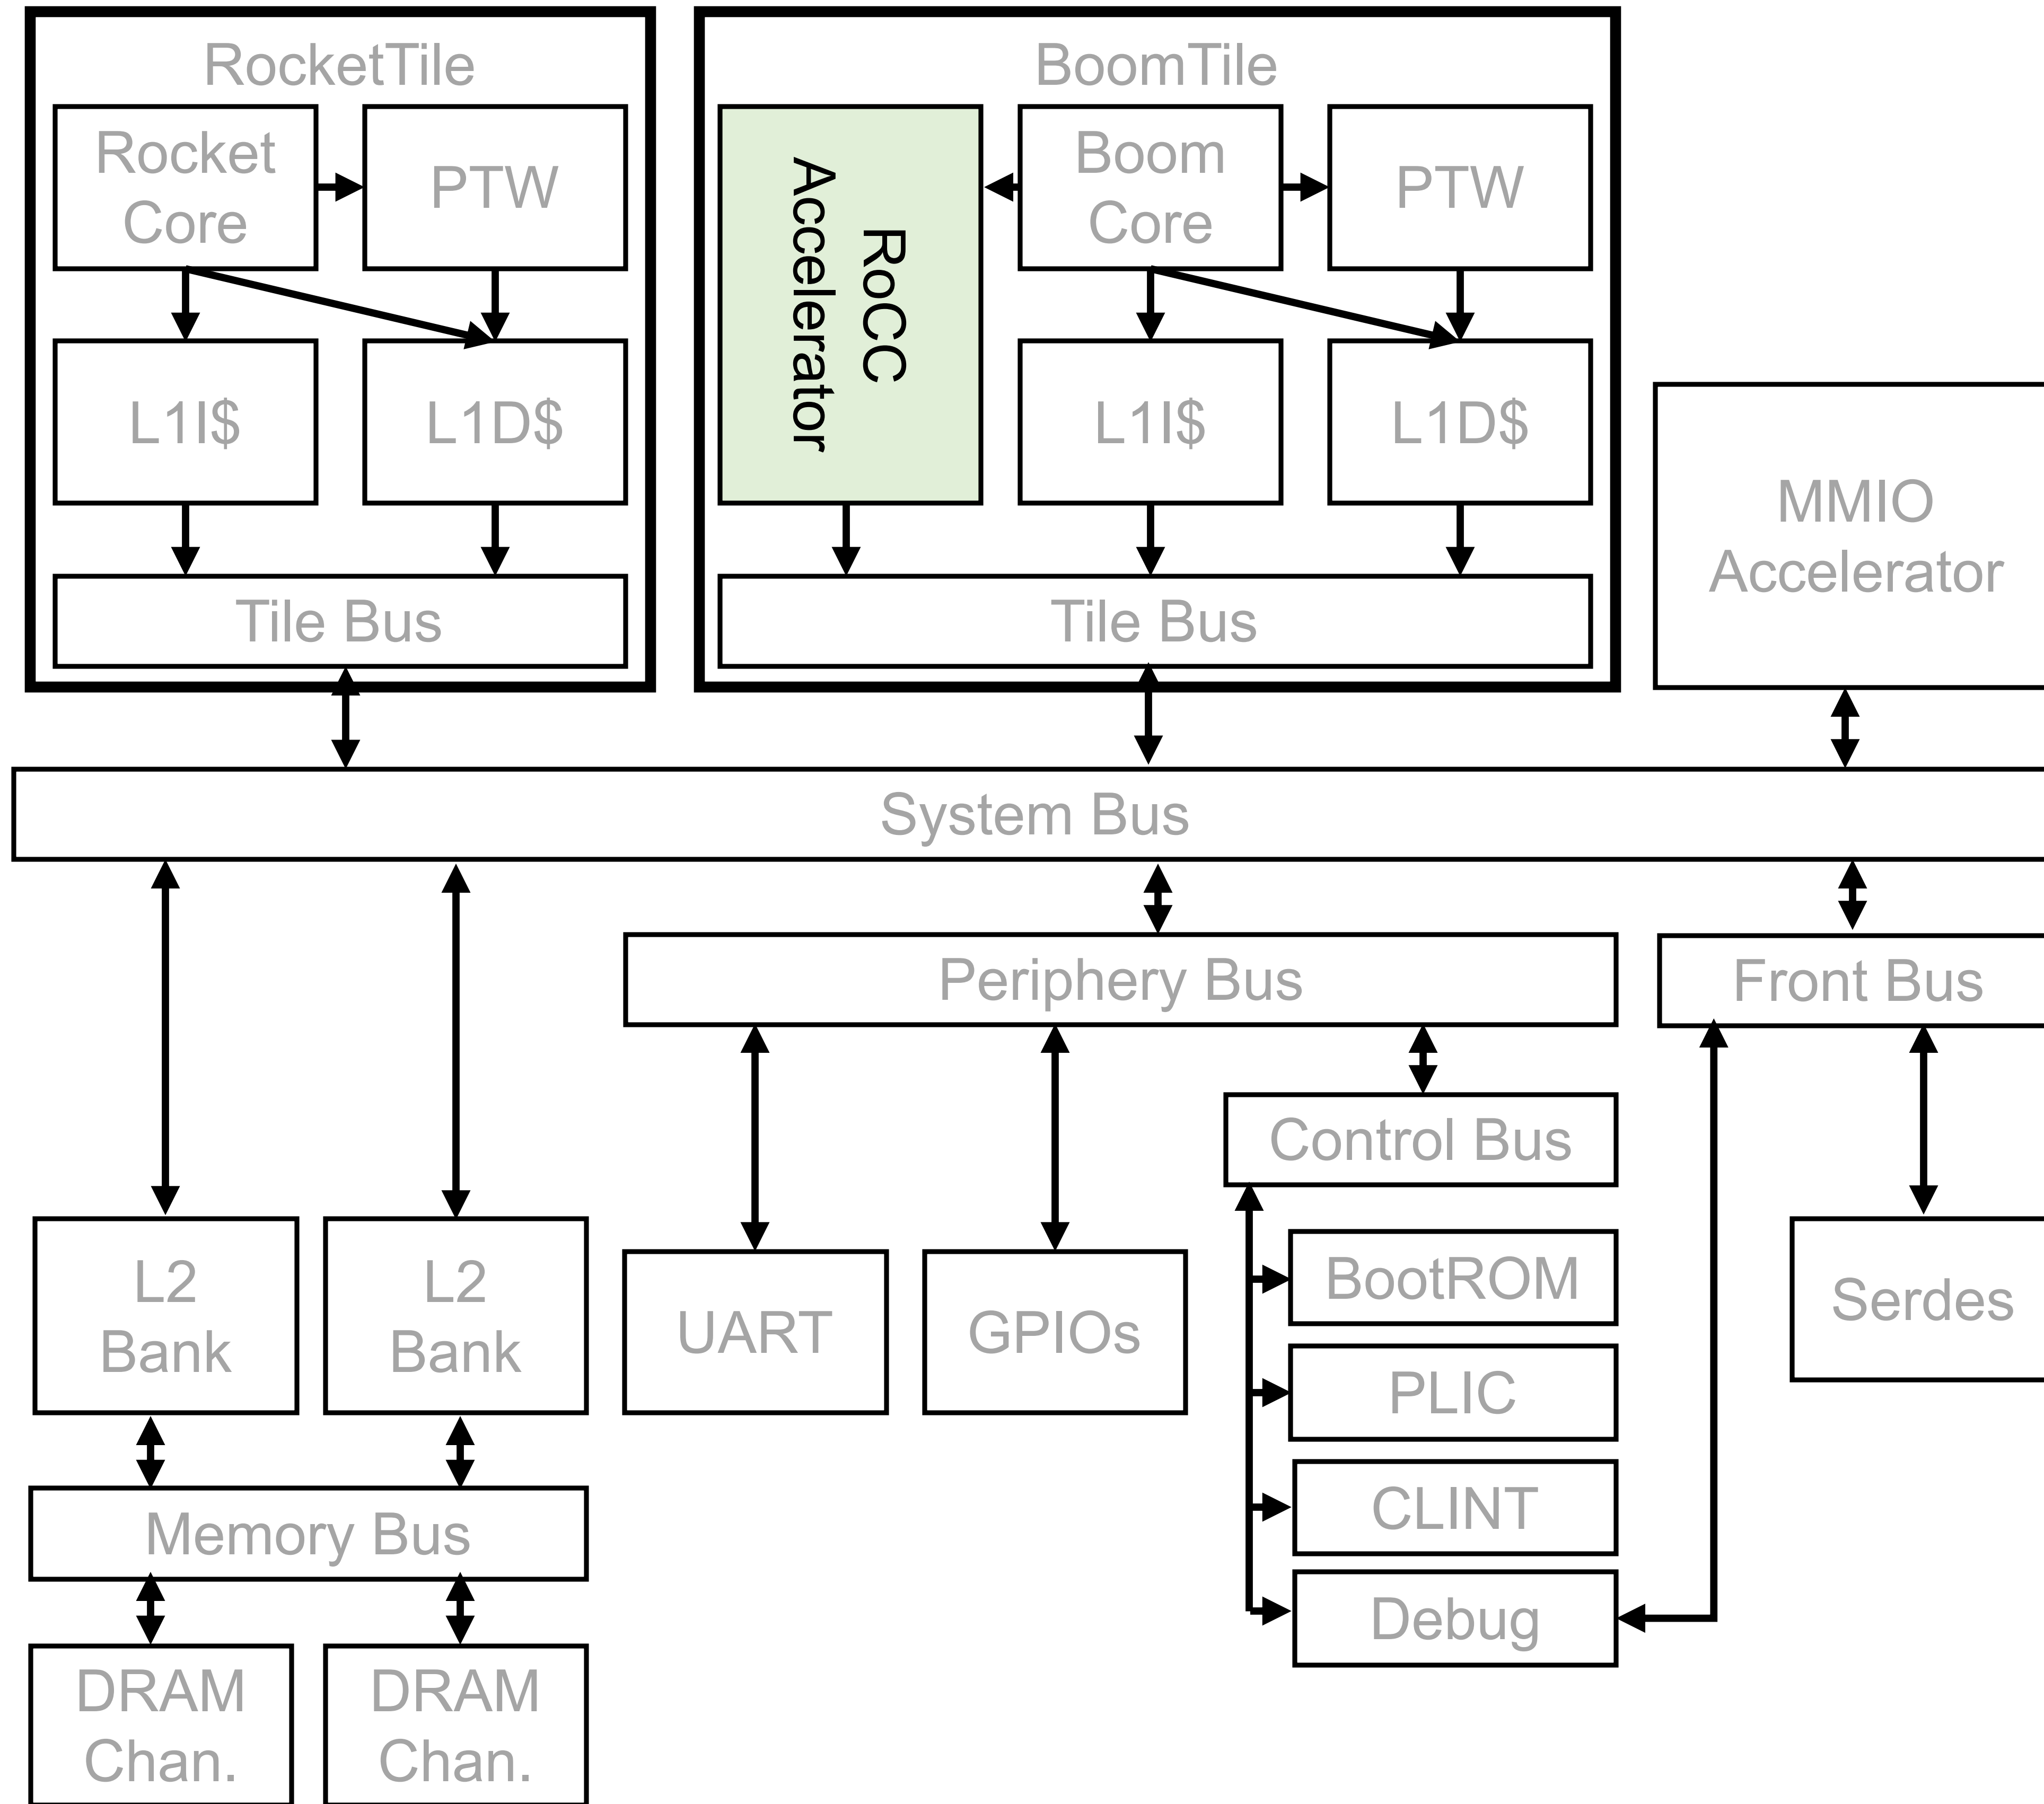 RocketTile
Rocket
Core
PTW
L1I$
L1D$
Tile Bus
BoomTile
RoCC
Accelerator
Boom
Core
PTW
L1I$
L1D$
Tile Bus
MMIO
Accelerator
System Bus
Periphery Bus
Front Bus
Control Bus
L2
Bank
L2
Bank
UART
GPIOs
BootROM
PLIC
CLINT
Debug
Serdes
Memory Bus
DRAM
Chan.
DRAM
Chan.